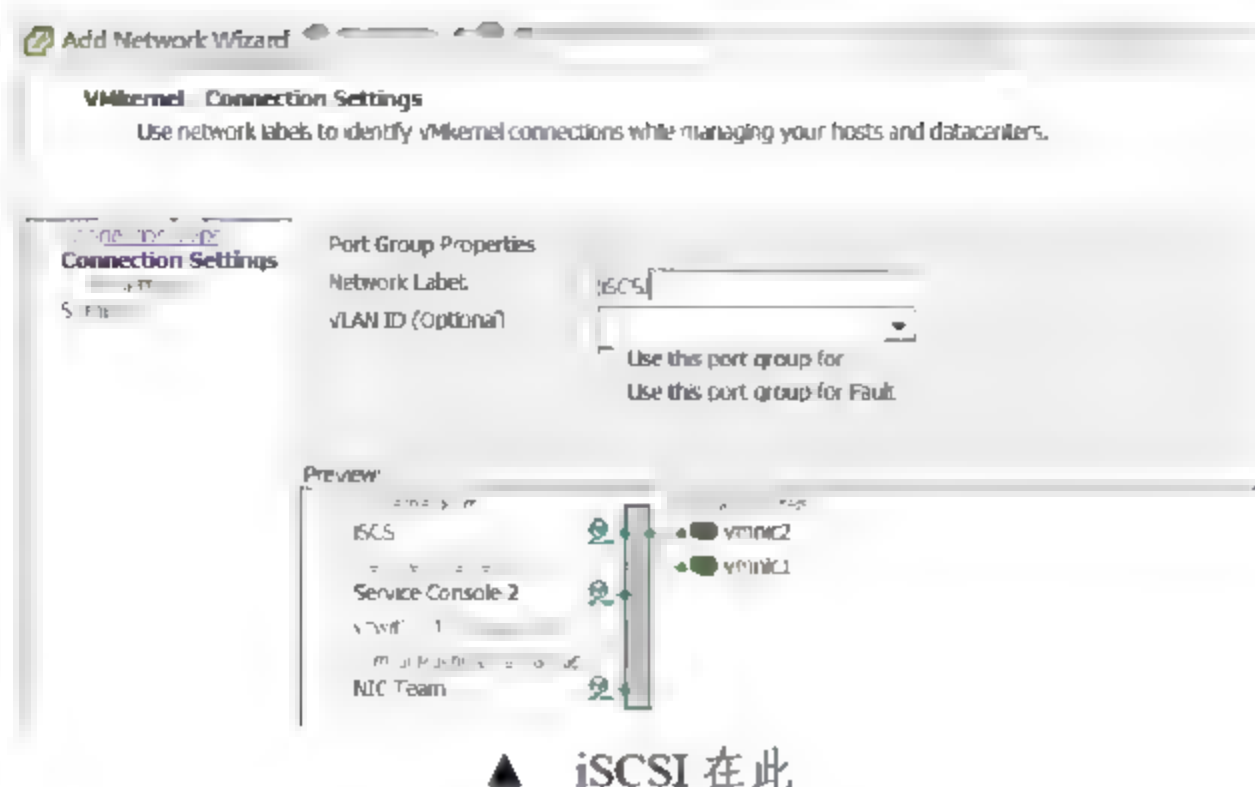 Add Network Wizard
VMkernel Connection Settings
Use network labels to identify VMkernel connections while managing your hosts and datacenters.
Connection Settings
Port Group Properties
Network Label:
iSCSI
VLAN ID (Optional)
Use this port group for
Use this port group for Fault
Preview:
iSCS
vmnic2
vmnic1
Service Console 2
NIC Team
▲ iSCSI 在此